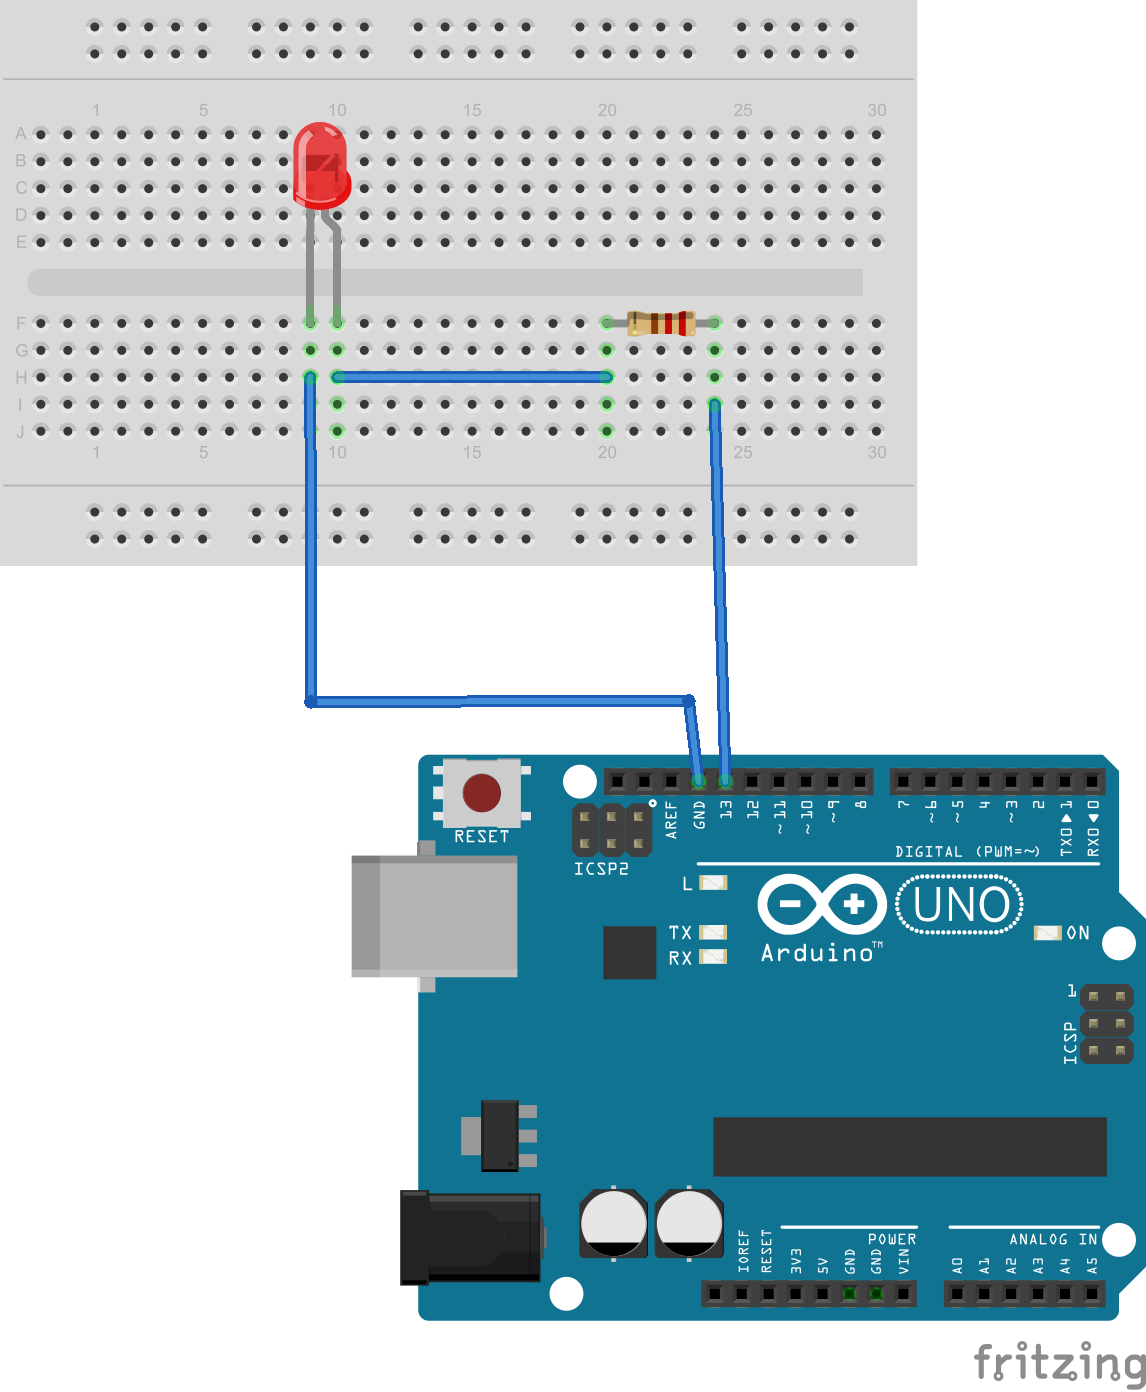 1 5 10 15 20 25 30
A
B
C
D
E
F
G
H
I
J
1 5 10 15 20 25 30
RESET
AREF
GND
13
12
~11
~10
~9
8
7
~6
~5
4
~3
2
TX0▶1
RX0◀0
DIGITAL (PWM=~)
ICSP2
L
TX
RX
Arduino™
UNO
ON
1
ICSP
POWER
ANALOG IN
IOREF
RESET
3V3
5V
GND
GND
VIN
A0
A1
A2
A3
A4
A5
fritzing